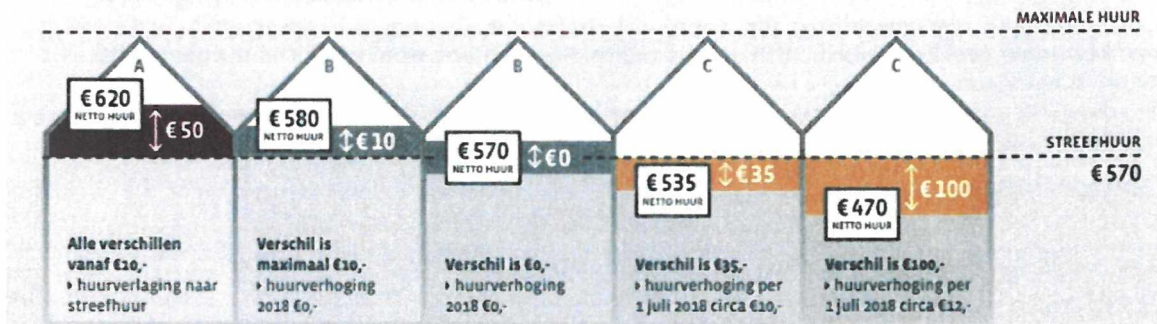 MAXIMALE HUUR
A
B
B
C
C
€620
NETTO HUUR
€50
€580
NETTO HUUR
€10
€570
NETTO HUUR
€0
€535
NETTO HUUR
€35
€470
NETTO HUUR
€100
STREEFHUUR
€570
Alle verschillen
vanaf €10,-
› huurverlaging naar
streefhuur
Verschil is
maximaal €10,-
› huurverhoging
2018 €0,-
Verschil is €0,-
› huurverhoging
2018 €0,-
Verschil is €35,-
› huurverhoging per
1 juli 2018 circa €10,-
Verschil is €100,-
› huurverhoging per
1 juli 2018 circa €12,-